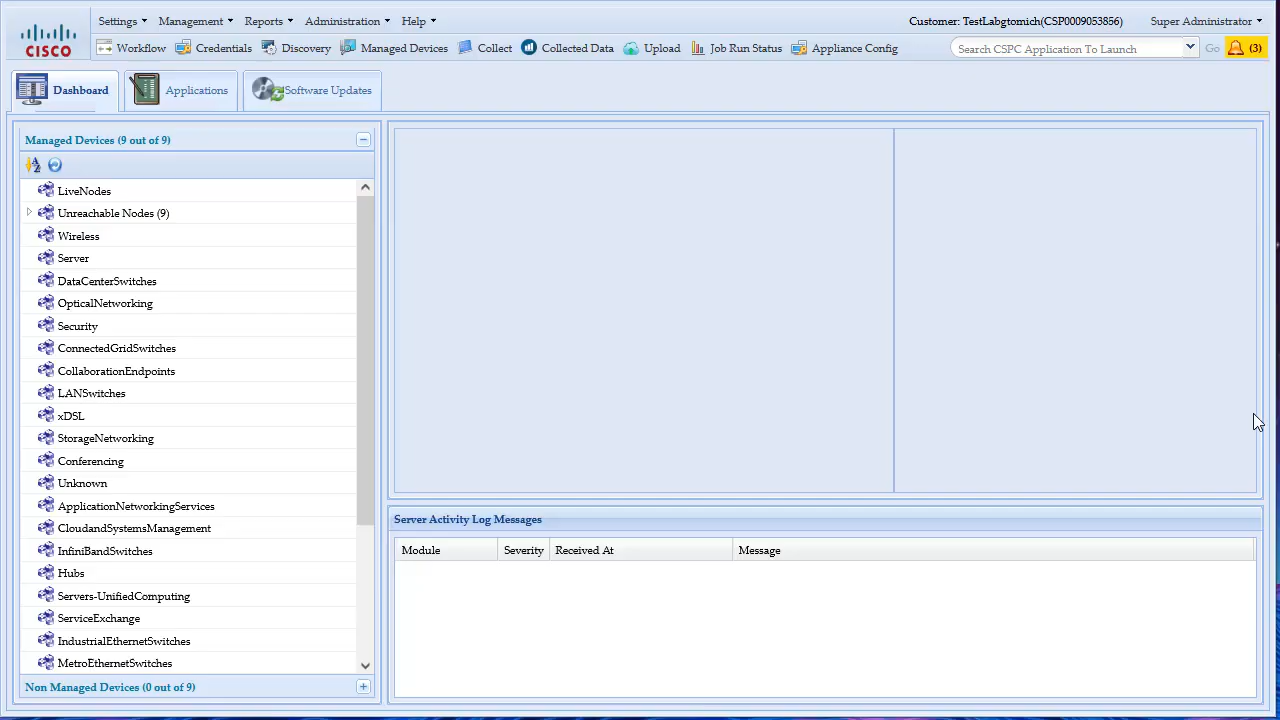 Settings Management Reports Administration Help Customer: TestLabgtomich(CSP0009053856) Super Administrator
CISCO
Workflow Credentials Discovery Managed Devices Collect Collected Data Upload Job Run Status Appliance Config Search CSPC Application To Launch Go (3)
Dashboard Applications Software Updates
Managed Devices (9 out of 9)
LiveNodes
Unreachable Nodes (9)
Wireless
Server
DataCenterSwitches
OpticalNetworking
Security
ConnectedGridSwitches
CollaborationEndpoints
LANSwitches
xDSL
StorageNetworking
Conferencing
Unknown
ApplicationNetworkingServices
CloudandSystemsManagement
InfiniBandSwitches
Hubs
Servers-UnifiedComputing
ServiceExchange
IndustrialEthernetSwitches
MetroEthernetSwitches
Non Managed Devices (0 out of 9)
Server Activity Log Messages
Module Severity Received At Message